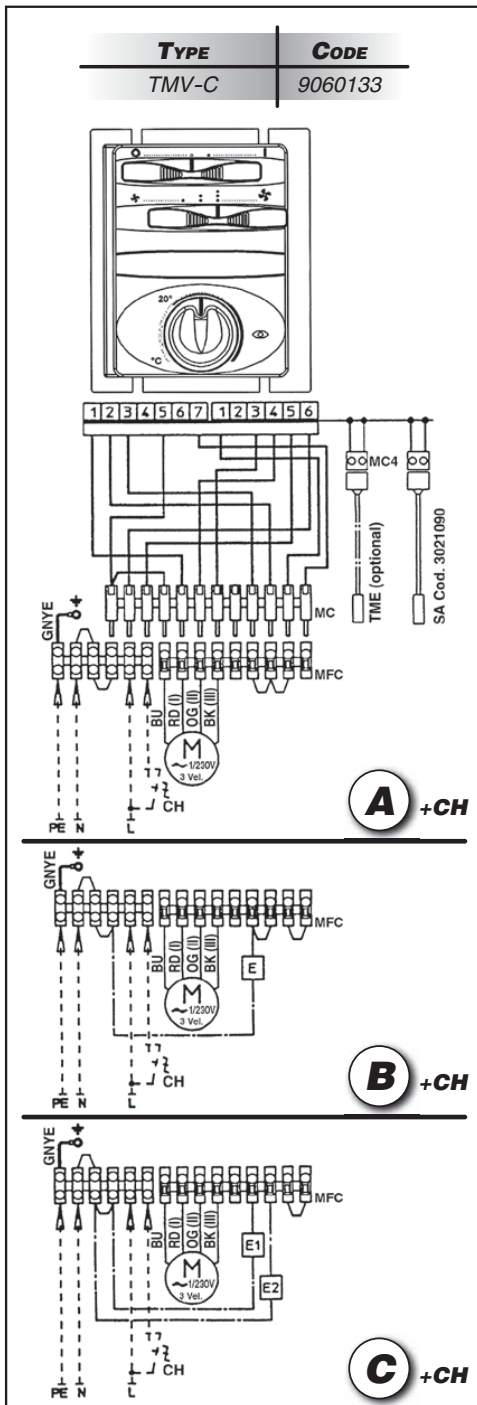 TYPE CODE
TMV-C 9060133
20°
°C
1 2 3 4 5 6 7 1 2 3 4 5 6
MC4
TME (optional)
SA Cod. 3021090
MC
GNYE
MFC
BU
RD (I)
OG (II)
BK (III)
M
~1/230V
3 Vel.
CH
PE N L
A +CH
GNYE
MFC
BU
RD (I)
OG (II)
BK (III)
E
M
~1/230V
3 Vel.
CH
PE N L
B +CH
GNYE
MFC
BU
RD (I)
OG (II)
BK (III)
E1
M
~1/230V
E2
3 Vel.
CH
PE N L
C +CH